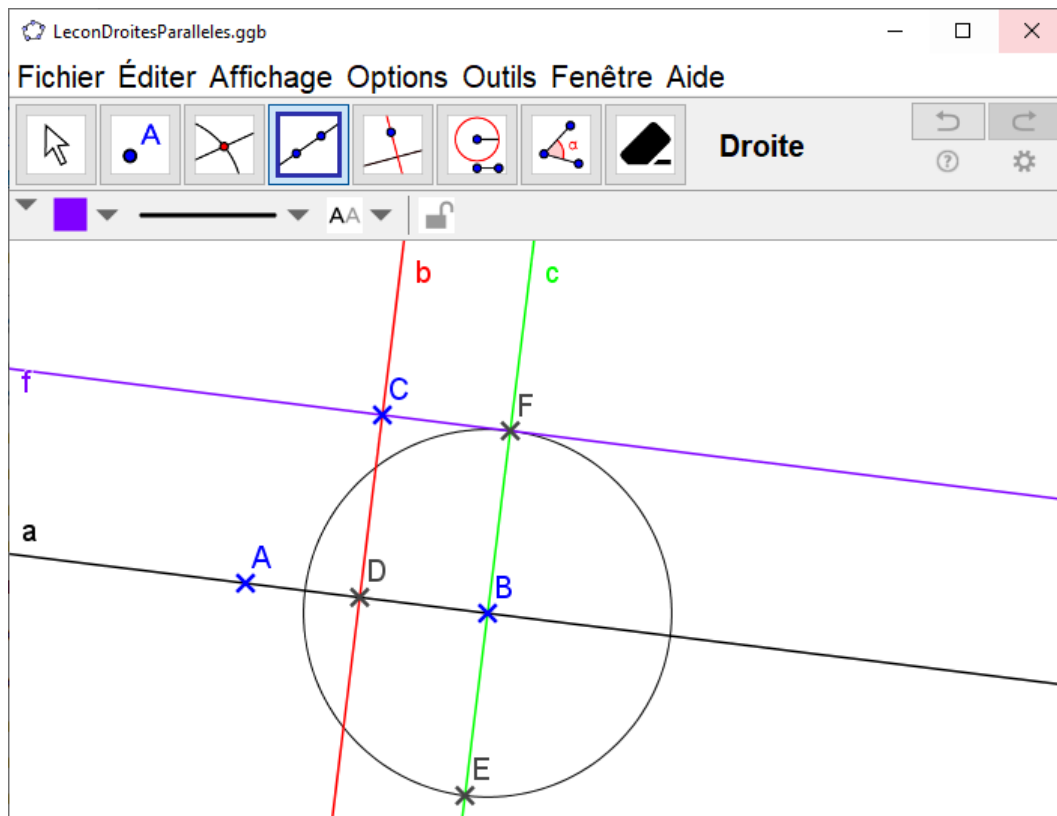 LeconDroitesParalleles.ggb
Fichier Éditer Affichage Options Outils Fenêtre Aide
A α Droite
AA
b c
f C F
a A D B
E